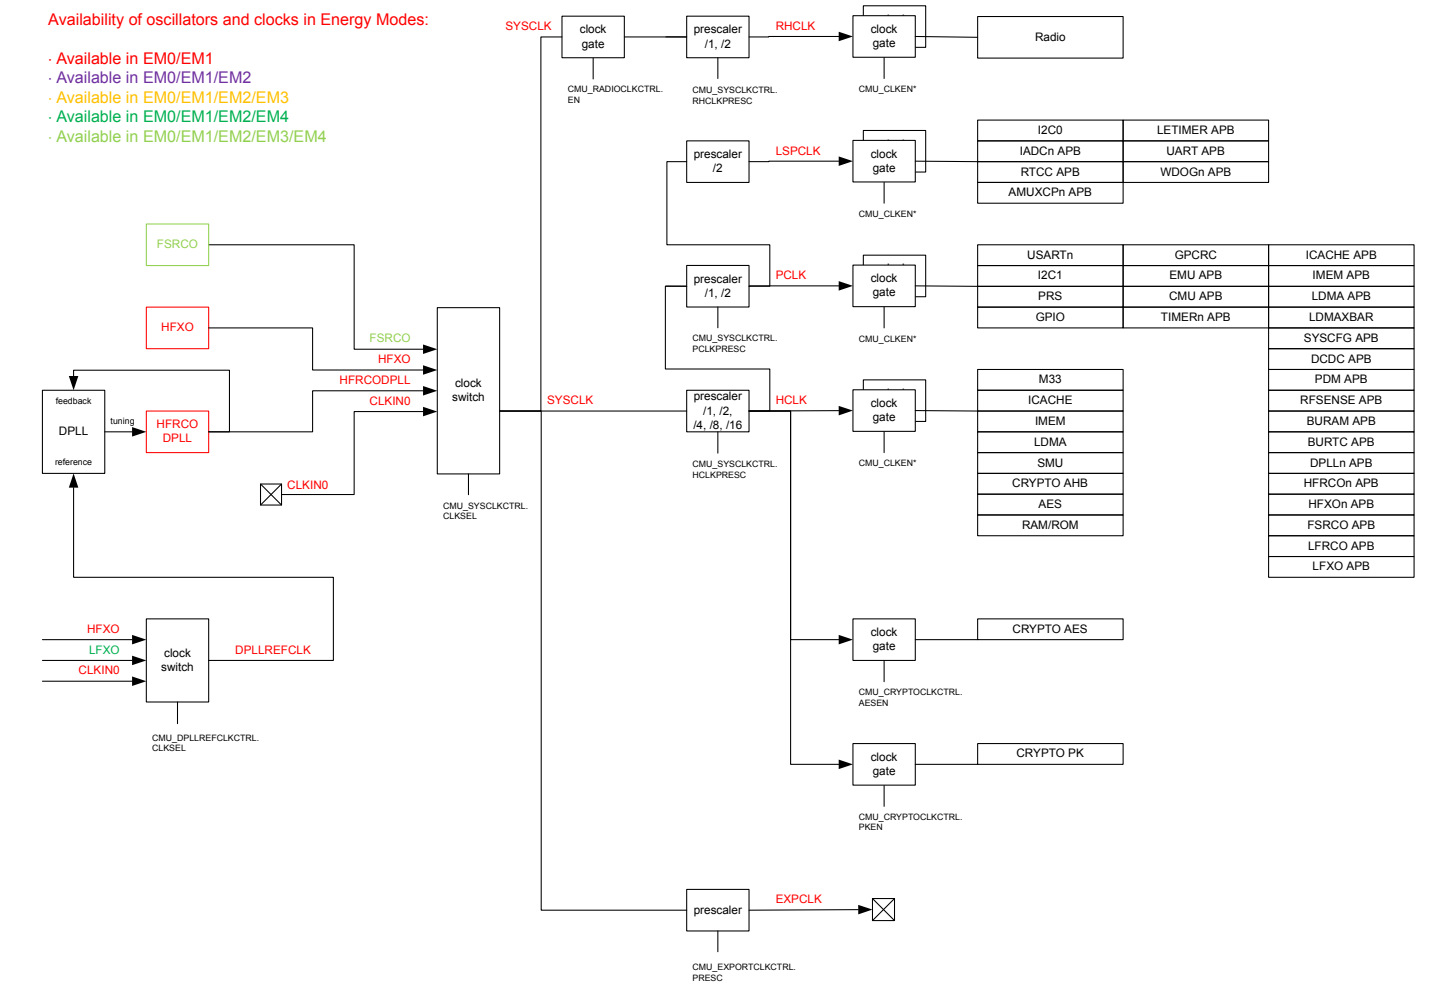 Availability of oscillators and clocks in Energy Modes:
· Available in EM0/EM1
· Available in EM0/EM1/EM2
· Available in EM0/EM1/EM2/EM3
· Available in EM0/EM1/EM2/EM4
· Available in EM0/EM1/EM2/EM3/EM4
SYSCLK
clock
gate
CMU_RADIOCLKCTRL.
EN
prescaler
/1, /2
CMU_SYSCLKCTRL.
RHCLKPRESC
RHCLK
clock
gate
CMU_CLKEN*
Radio
prescaler
/2
LSPCLK
clock
gate
CMU_CLKEN*
I2C0
LETIMER APB
IADCn APB
UART APB
RTCC APB
WDOGn APB
AMUXCPn APB
prescaler
/1, /2
CMU_SYSCLKCTRL.
PCLKPRESC
PCLK
clock
gate
CMU_CLKEN*
USARTn
GPCRC
ICACHE APB
I2C1
EMU APB
IMEM APB
PRS
CMU APB
LDMA APB
GPIO
TIMERn APB
LDMAXBAR
SYSCFG APB
DCDC APB
PDM APB
RFSENSE APB
BURAM APB
BURTC APB
DPLLn APB
HFRCOn APB
HFXOn APB
FSRCO APB
LFRCO APB
LFXO APB
FSRCO
HFXO
feedback
DPLL
reference
tuning
HFRCO
DPLL
FSRCO
HFXO
HFRCODPLL
CLKIN0
CLKIN0
clock
switch
CMU_SYSCLKCTRL.
CLKSEL
SYSCLK
prescaler
/1, /2,
/4, /8, /16
CMU_SYSCLKCTRL.
HCLKPRESC
HCLK
clock
gate
CMU_CLKEN*
M33
ICACHE
IMEM
LDMA
SMU
CRYPTO AHB
AES
RAM/ROM
HFXO
LFXO
CLKIN0
clock
switch
CMU_DPLLREFCLKCTRL.
CLKSEL
DPLLREFCLK
clock
gate
CMU_CRYPTOCLKCTRL.
AESEN
CRYPTO AES
clock
gate
CMU_CRYPTOCLKCTRL.
PKEN
CRYPTO PK
prescaler
CMU_EXPORTCLKCTRL.
PRESC
EXPCLK